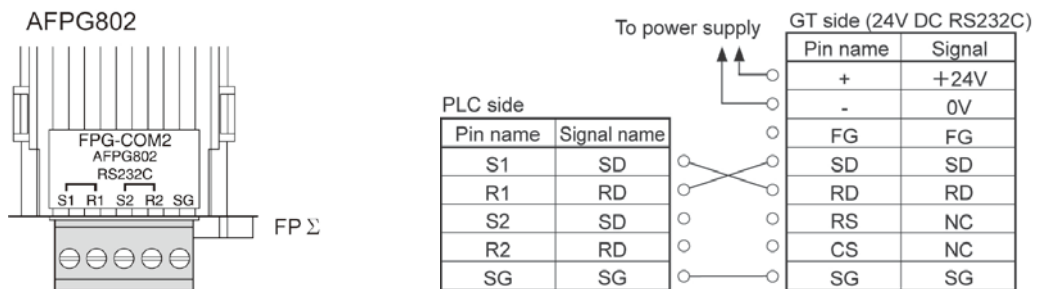 AFPG802
FPG-COM2
AFPG802
RS232C
S1 R1 S2 R2 SG
FP Σ
To power supply
PLC side
Pin name Signal name
S1 SD
R1 RD
S2 SD
R2 RD
SG SG
GT side (24V DC RS232C)
Pin name Signal
+ +24V
- 0V
FG FG
SD SD
RD RD
RS NC
CS NC
SG SG